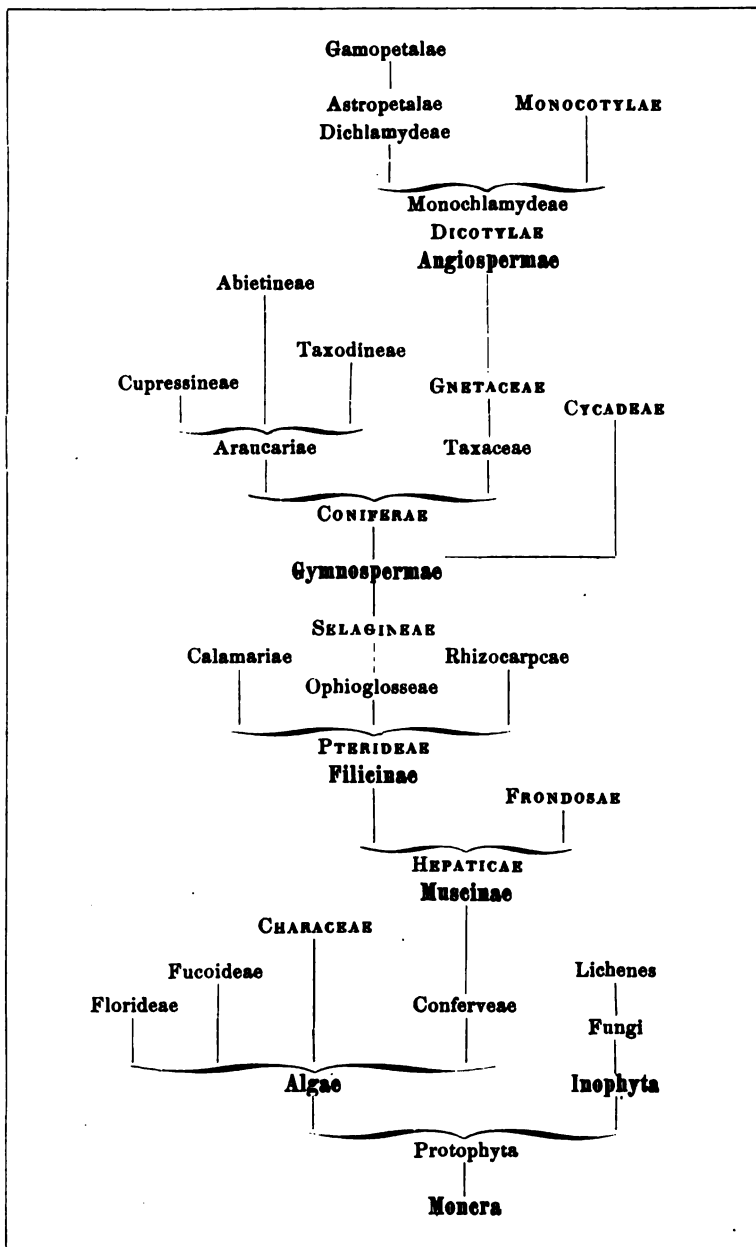 Gamopetalae
Astropetalae
Dichlamydeae
MONOCOTYLAE
Monochlamydeae
DICOTYLAE
Angiospermae
Abietineae
Taxodineae
Cupressineae
GNETACEAE
CYCADEAE
Araucariae
Taxaceae
CONIFERAE
Gymnospermae
SELAGINEAE
Calamariae
Rhizocarpcae
Ophioglosseae
PTERIDEAE
Filicinae
FRONDOSAE
HEPATICAE
Muscinae
CHARACEAE
Fucoideae
Lichenes
Florideae
Conferveae
Fungi
Algae
Inophyta
Protophyta
Monera